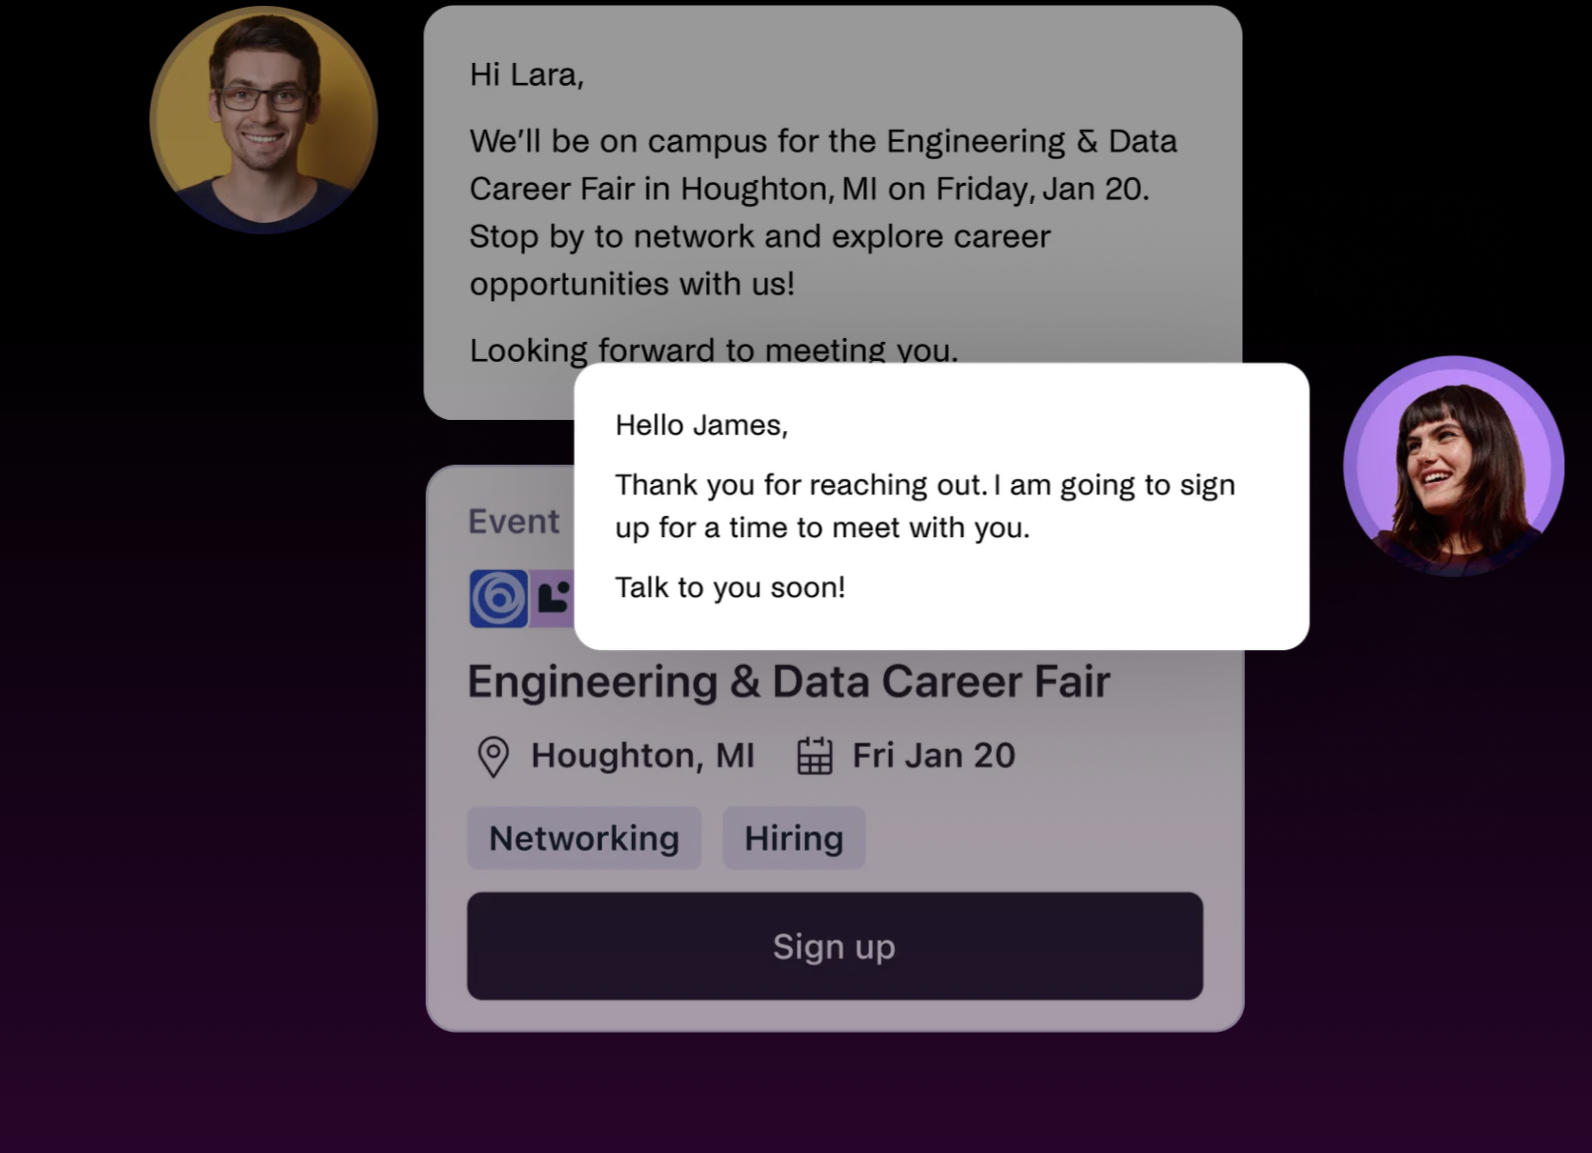 Hi Lara,
We’ll be on campus for the Engineering & Data
Career Fair in Houghton, MI on Friday, Jan 20.
Stop by to network and explore career
opportunities with us!
Looking forward to meeting you.
Hello James,
Thank you for reaching out. I am going to sign
up for a time to meet with you.
Talk to you soon!
Event
Engineering & Data Career Fair
Houghton, MI Fri Jan 20
Networking Hiring
Sign up